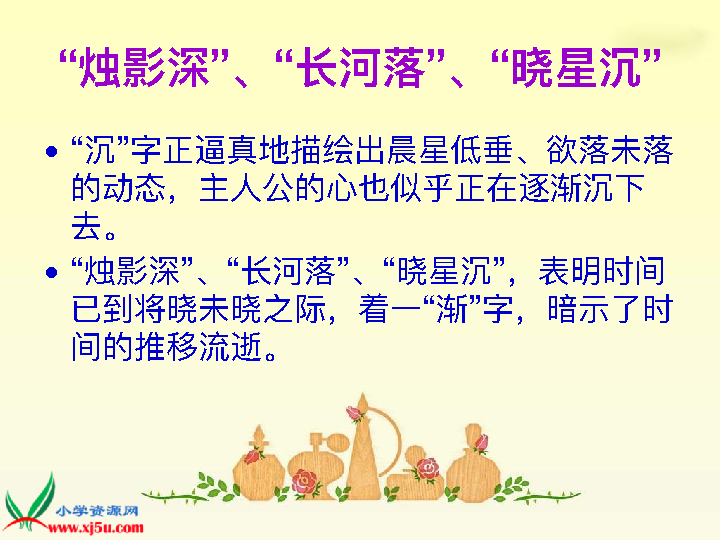 “烛影深”、“长河落”、“晓星沉”
• “沉”字正逼真地描绘出晨星低垂、欲落未落
的动态，主人公的心也似乎正在逐渐沉下
去。
• “烛影深”、“长河落”、“晓星沉”，表明时间
已到将晓未晓之际，着一“渐”字，暗示了时
间的推移流逝。
小学资源网
www.xj5u.com